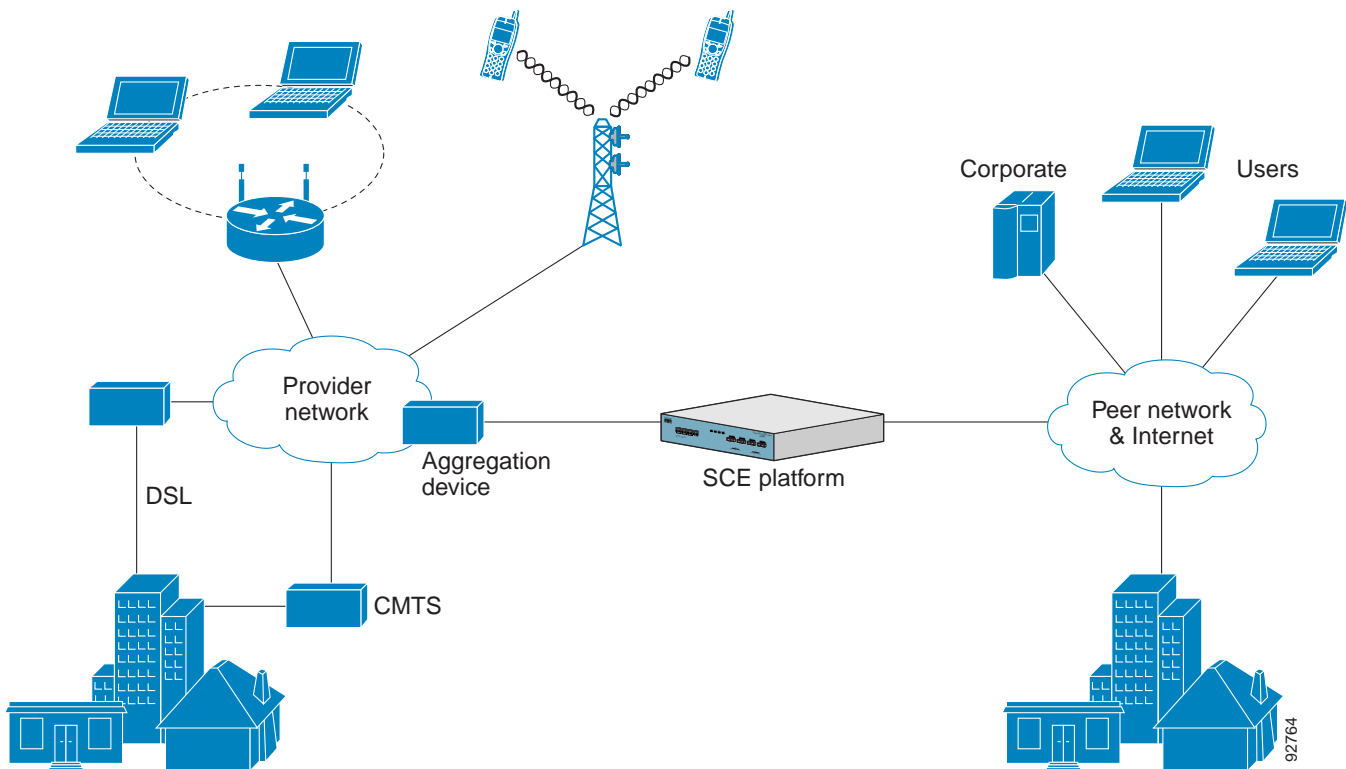 Corporate
Users
Provider
network
Peer network
& Internet
Aggregation
device
SCE platform
DSL
CMTS
92764